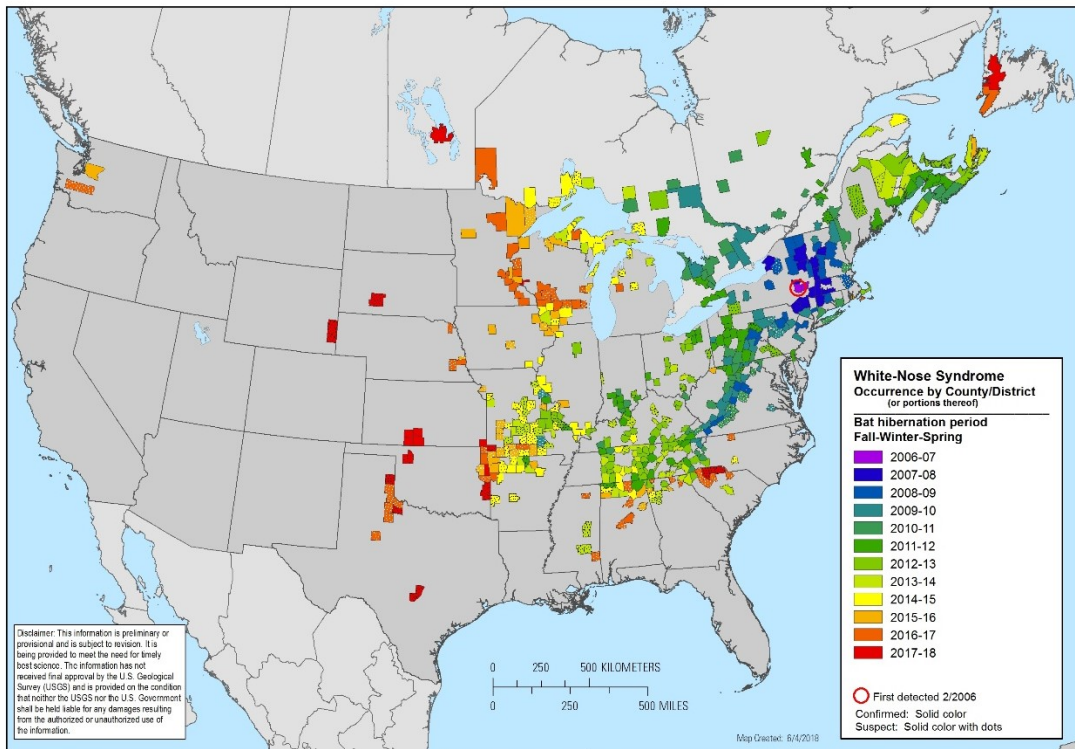 White-Nose Syndrome
Occurrence by County/District
(or portions thereof)
Bat hibernation period
Fall-Winter-Spring
2006-07
2007-08
2008-09
2009-10
2010-11
2011-12
2012-13
2013-14
2014-15
2015-16
2016-17
2017-18
First detected 2/2006
Confirmed: Solid color
Suspect: Solid color with dots
Disclaimer: This information is preliminary or
provisional and is subject to revision. It is
being provided to meet the need for timely
best science. The information has not
received final approval by the U.S. Geological
Survey (USGS) and is provided on the condition
that neither the USGS nor the U.S. Government
shall be held liable for any damages resulting
from the authorized or unauthorized use of
the information.
0 250 500 KILOMETERS
0 250 500 MILES
Map Created: 6/4/2018